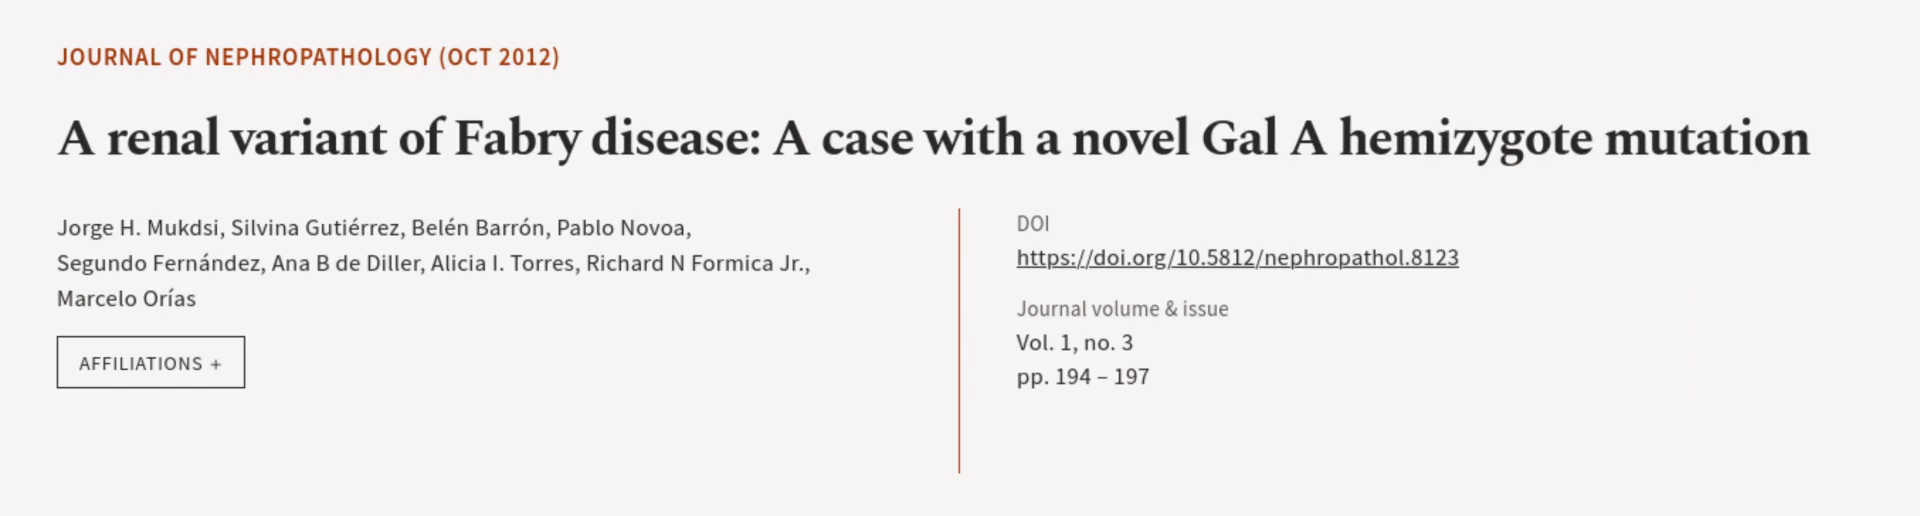 JOURNAL OF NEPHROPATHOLOGY (OCT 2012)
A renal variant of Fabry disease: A case with a novel Gal A hemizygote mutation
Jorge H. Mukdsi, Silvina Gutiérrez, Belén Barrón, Pablo Novoa,
Segundo Fernández, Ana B de Diller, Alicia I. Torres, Richard N Formica Jr.,
Marcelo Orías
AFFILIATIONS +
DOI
https://doi.org/10.5812/nephropathol.8123
Journal volume & issue
Vol. 1, no. 3
pp. 194 – 197